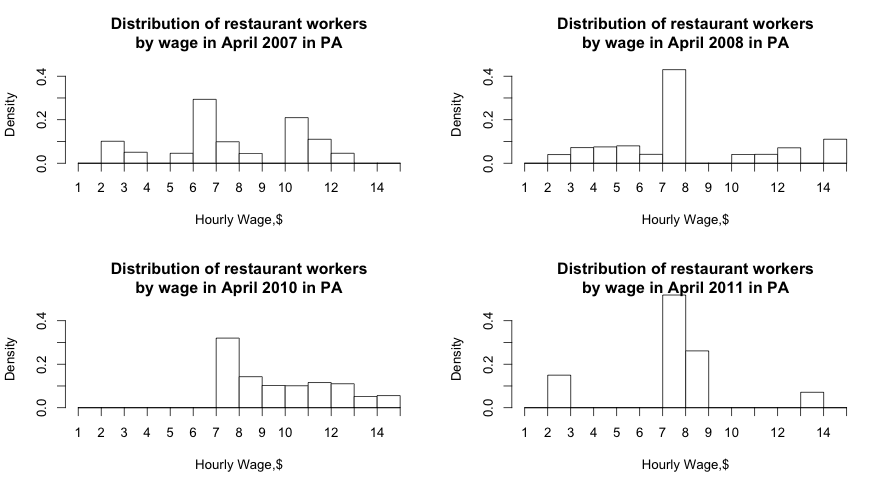 Distribution of restaurant workers
by wage in April 2007 in PA
0.4
0.2
0.0
Density
1 2 3 4 5 6 7 8 9 10 12 14
Hourly Wage,$
Distribution of restaurant workers
by wage in April 2008 in PA
0.4
0.2
0.0
Density
1 2 3 4 5 6 7 8 9 10 12 14
Hourly Wage,$
Distribution of restaurant workers
by wage in April 2010 in PA
0.4
0.2
0.0
Density
1 2 3 4 5 6 7 8 9 10 12 14
Hourly Wage,$
Distribution of restaurant workers
by wage in April 2011 in PA
0.4
0.2
0.0
Density
1 2 3 4 5 6 7 8 9 10 12 14
Hourly Wage,$